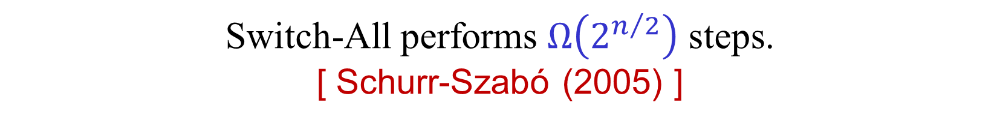 Switch-All performs Ω(2^{n/2}) steps.
[ Schurr-Szabó (2005) ]